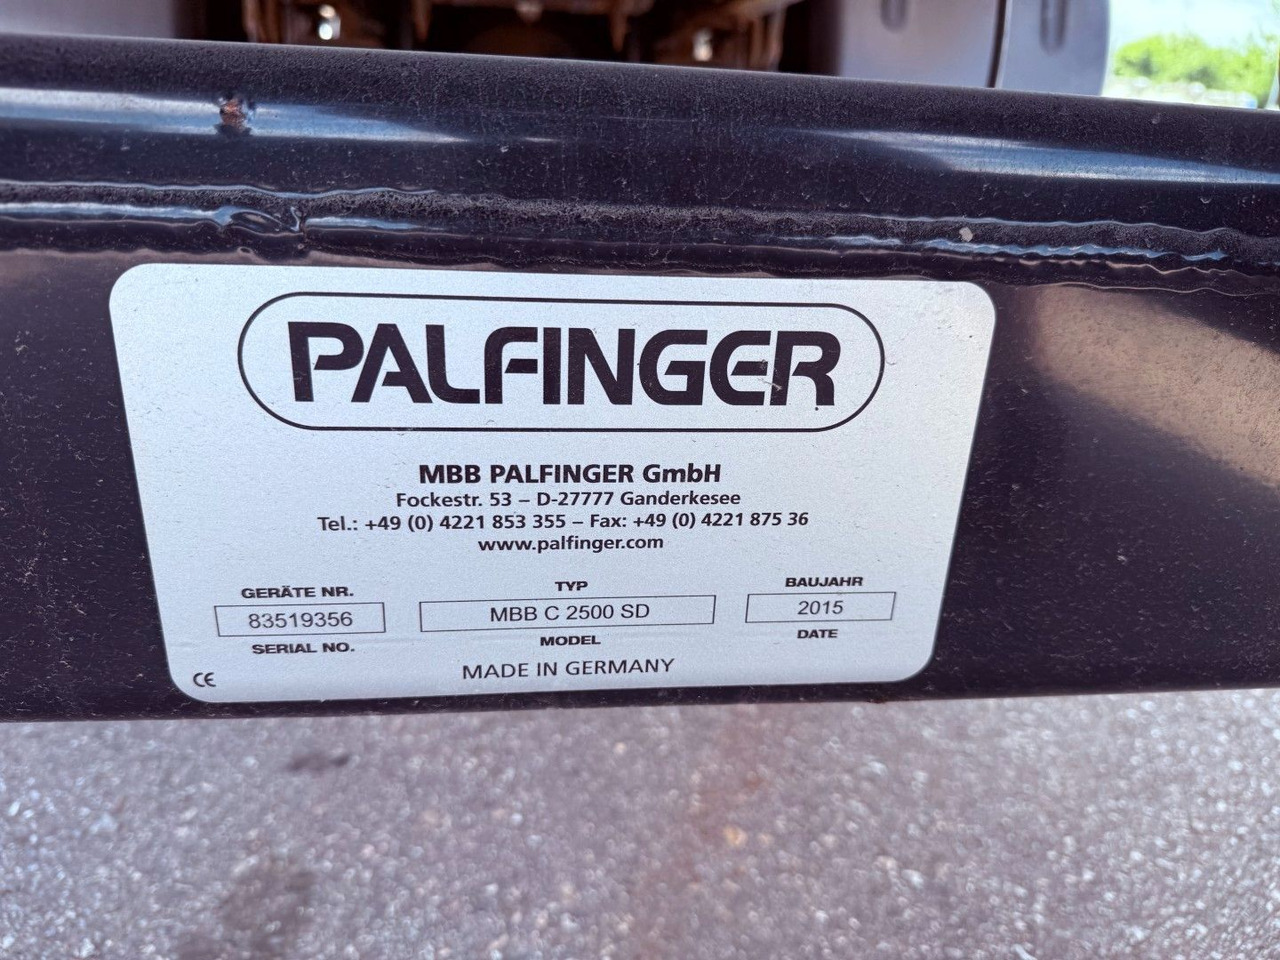 PALFINGER
MBB PALFINGER GmbH
Fockestr. 53 – D-27777 Ganderkesee
Tel.: +49 (0) 4221 853 355 – Fax: +49 (0) 4221 875 36
www.palfinger.com
GERÄTE NR. TYP BAUJAHR
83519356 MBB C 2500 SD 2015
SERIAL NO. MODEL DATE
CE MADE IN GERMANY